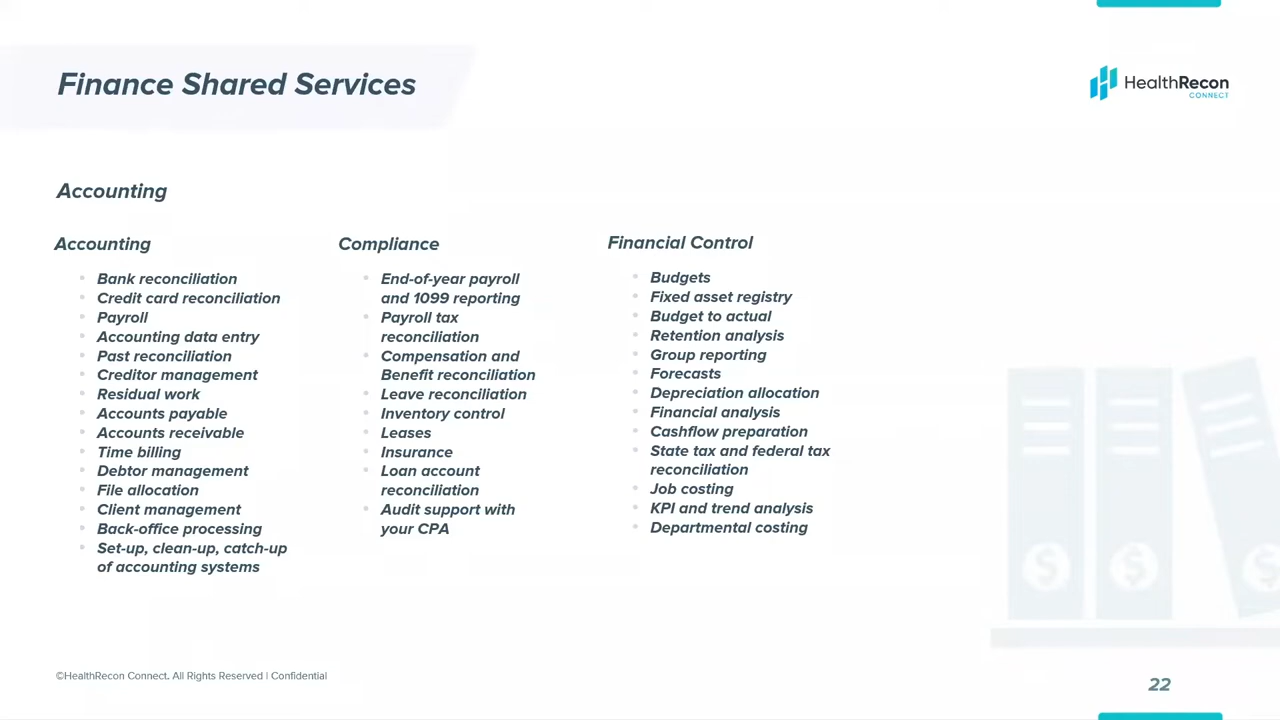 Finance Shared Services
HealthRecon
CONNECT
Accounting
Accounting
Bank reconciliation
Credit card reconciliation
Payroll
Accounting data entry
Past reconciliation
Creditor management
Residual work
Accounts payable
Accounts receivable
Time billing
Debtor management
File allocation
Client management
Back-office processing
Set-up, clean-up, catch-up
of accounting systems
Compliance
End-of-year payroll
and 1099 reporting
Payroll tax
reconciliation
Compensation and
Benefit reconciliation
Leave reconciliation
Inventory control
Leases
Insurance
Loan account
reconciliation
Audit support with
your CPA
Financial Control
Budgets
Fixed asset registry
Budget to actual
Retention analysis
Group reporting
Forecasts
Depreciation allocation
Financial analysis
Cashflow preparation
State tax and federal tax
reconciliation
Job costing
KPI and trend analysis
Departmental costing
$ $ $
©HealthRecon Connect. All Rights Reserved | Confidential
22